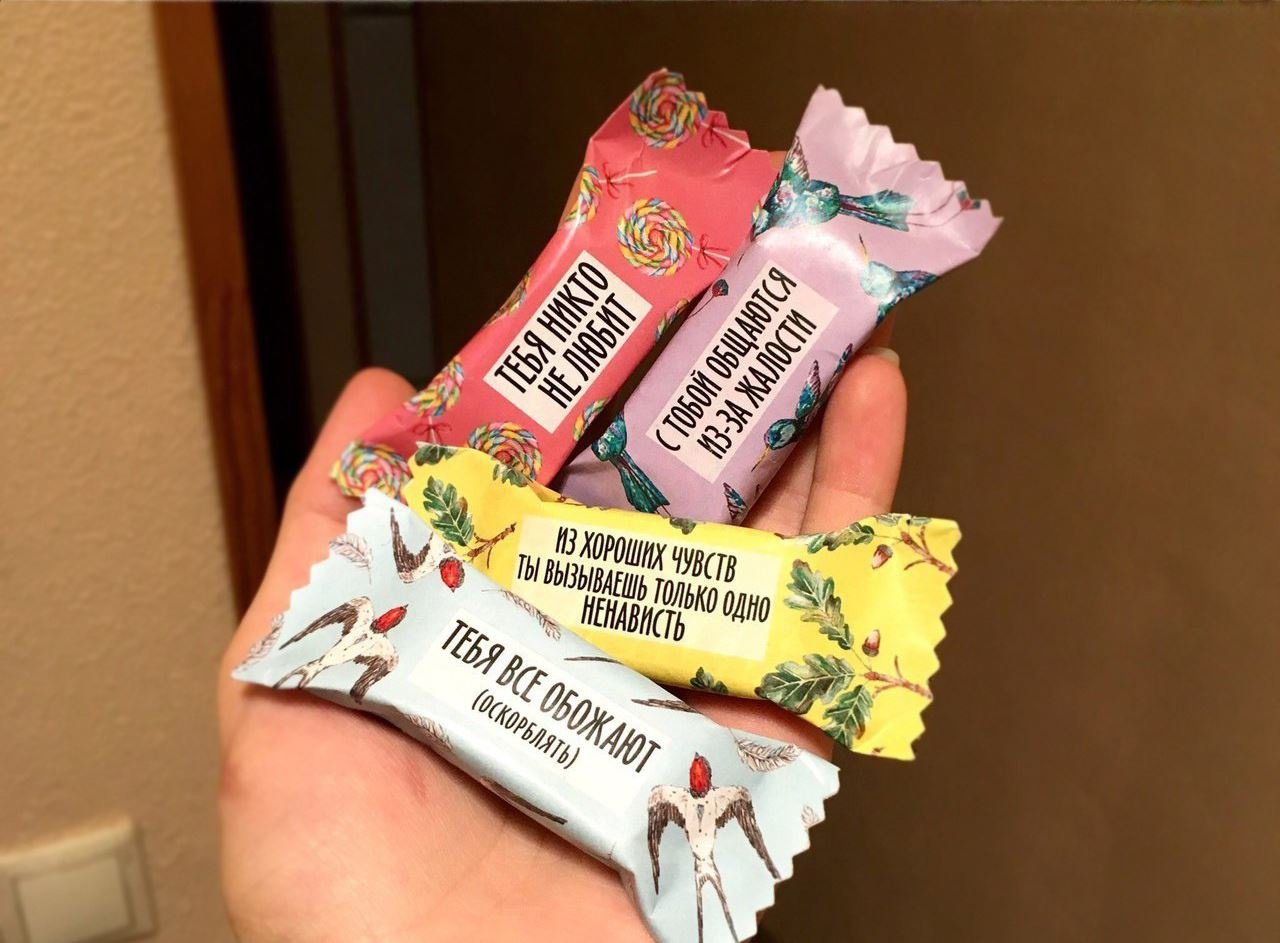 ТЕБЯ НИКТО
НЕ ЛЮБИТ
С ТОБОЙ ОБЩАЮТСЯ
ИЗ-ЗА ЖАЛОСТИ
ИЗ ХОРОШИХ ЧУВСТВ
ТЫ ВЫЗЫВАЕШЬ ТОЛЬКО ОДНО
НЕНАВИСТЬ
ТЕБЯ ВСЕ ОБОЖАЮТ
(ОСКОРБЛЯТЬ)